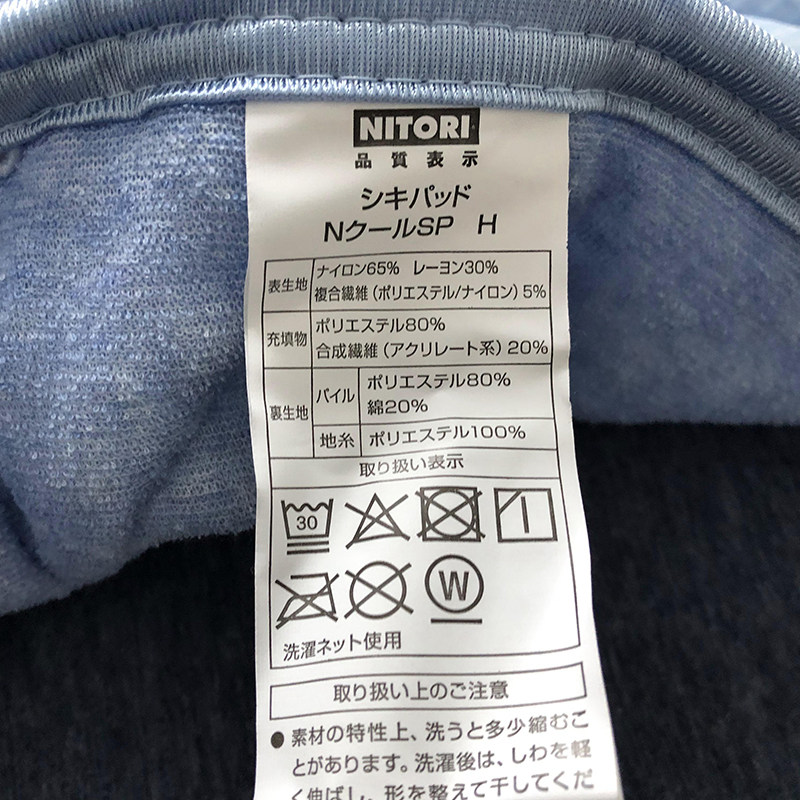 NITORI
品質表示
シキパッド
NクールSP H
表生地 ナイロン65% レーヨン30%
複合繊維(ポリエステル/ナイロン)5%
充填物 ポリエステル80%
合成繊維(アクリレート系)20%
裏生地 パイル ポリエステル80%
綿20%
地糸 ポリエステル100%
取り扱い表示
30
W
洗濯ネット使用
取り扱い上のご注意
●素材の特性上、洗うと多少縮むこ
とがあります。洗濯後は、しわを軽
く伸ばし、形を整えて干してくだ